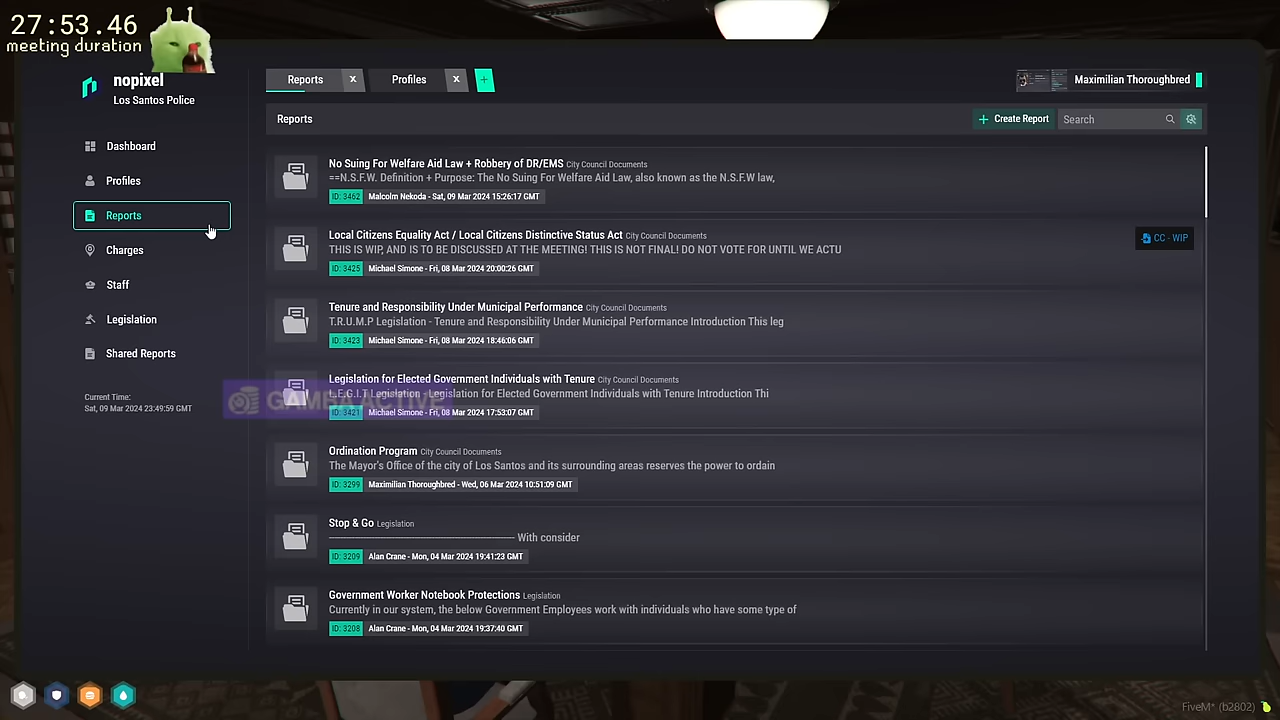 27:53.46
meeting duration
nopixel
Los Santos Police
Dashboard
Profiles
Reports
Charges
Staff
Legislation
Shared Reports
Current Time:
Sat, 09 Mar 2024 23:49:59 GMT
Reports x Profiles x +
Maximilian Thoroughbred
Reports
+ Create Report
Search
No Suing For Welfare Aid Law + Robbery of DR/EMS City Council Documents
==N.S.F.W. Definition + Purpose: The No Suing For Welfare Aid Law, also known as the N.S.F.W law,
ID: 3462 Malcolm Nekoda - Sat, 09 Mar 2024 15:26:17 GMT
Local Citizens Equality Act / Local Citizens Distinctive Status Act City Council Documents
THIS IS WIP, AND IS TO BE DISCUSSED AT THE MEETING! THIS IS NOT FINAL! DO NOT VOTE FOR UNTIL WE ACTU
CC - WIP
ID: 3425 Michael Simone - Fri, 08 Mar 2024 20:00:26 GMT
Tenure and Responsibility Under Municipal Performance City Council Documents
T.R.U.M.P Legislation - Tenure and Responsibility Under Municipal Performance Introduction This leg
ID: 3423 Michael Simone - Fri, 08 Mar 2024 18:46:06 GMT
Legislation for Elected Government Individuals with Tenure City Council Documents
L.E.G.I.T Legislation - Legislation for Elected Government Individuals with Tenure Introduction Thi
GAMBA ACTIVE
ID: 3421 Michael Simone - Fri, 08 Mar 2024 17:53:07 GMT
Ordination Program City Council Documents
The Mayor's Office of the city of Los Santos and its surrounding areas reserves the power to ordain
ID: 3299 Maximilian Thoroughbred - Wed, 06 Mar 2024 10:51:09 GMT
Stop & Go Legislation
With consider
ID: 3209 Alan Crane - Mon, 04 Mar 2024 19:41:23 GMT
Government Worker Notebook Protections Legislation
Currently in our system, the below Government Employees work with individuals who have some type of
ID: 3208 Alan Crane - Mon, 04 Mar 2024 19:37:40 GMT
FiveM* (b2802)